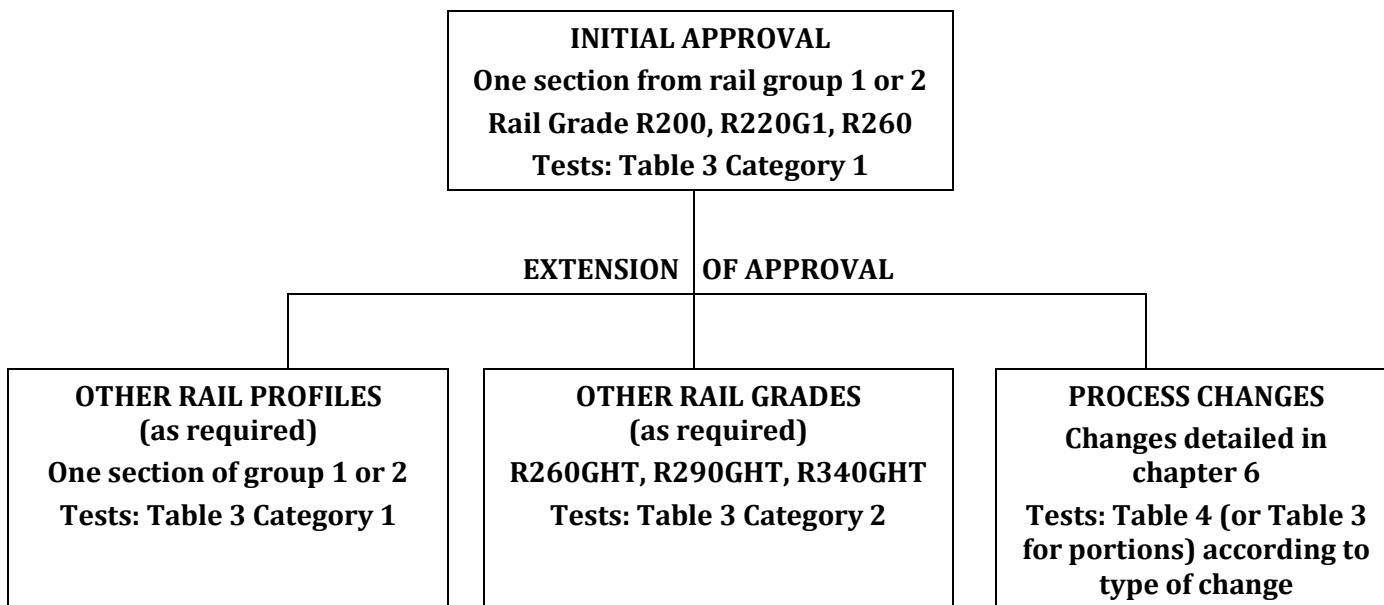 INITIAL APPROVAL
One section from rail group 1 or 2
Rail Grade R200, R220G1, R260
Tests: Table 3 Category 1
EXTENSION OF APPROVAL
OTHER RAIL PROFILES
(as required)
One section of group 1 or 2
Tests: Table 3 Category 1
OTHER RAIL GRADES
(as required)
R260GHT, R290GHT, R340GHT
Tests: Table 3 Category 2
PROCESS CHANGES
Changes detailed in
chapter 6
Tests: Table 4 (or Table 3
for portions) according to
type of change